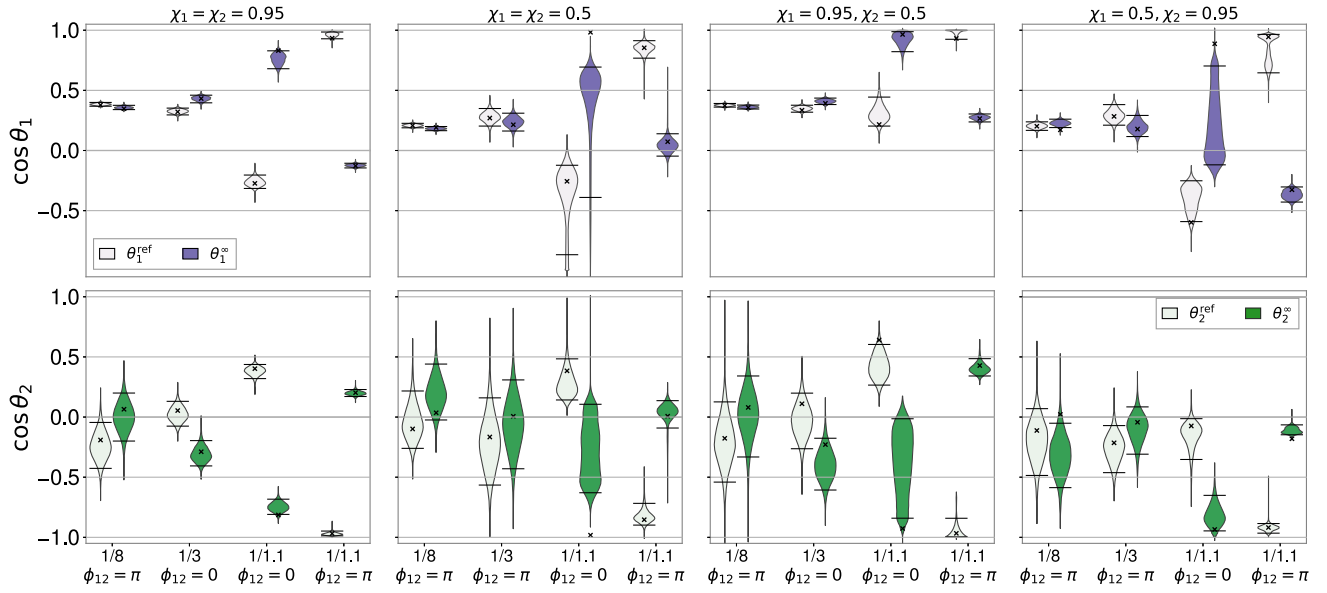 χ₁ = χ₂ = 0.95
χ₁ = χ₂ = 0.5
χ₁ = 0.95, χ₂ = 0.5
χ₁ = 0.5, χ₂ = 0.95
cos θ₁
1.0
0.5
0.0
−0.5
θ₁^ref θ₁^∞
cos θ₂
1.0
0.5
0.0
−0.5
−1.0
θ₂^ref θ₂^∞
1/8 1/3 1/1.1 1/1.1
ϕ₁₂ = π ϕ₁₂ = 0 ϕ₁₂ = 0 ϕ₁₂ = π
1/8 1/3 1/1.1 1/1.1
ϕ₁₂ = π ϕ₁₂ = π ϕ₁₂ = 0 ϕ₁₂ = π
1/8 1/3 1/1.1 1/1.1
ϕ₁₂ = π ϕ₁₂ = 0 ϕ₁₂ = 0 ϕ₁₂ = π
1/8 1/3 1/1.1 1/1.1
ϕ₁₂ = π ϕ₁₂ = π ϕ₁₂ = 0 ϕ₁₂ = π